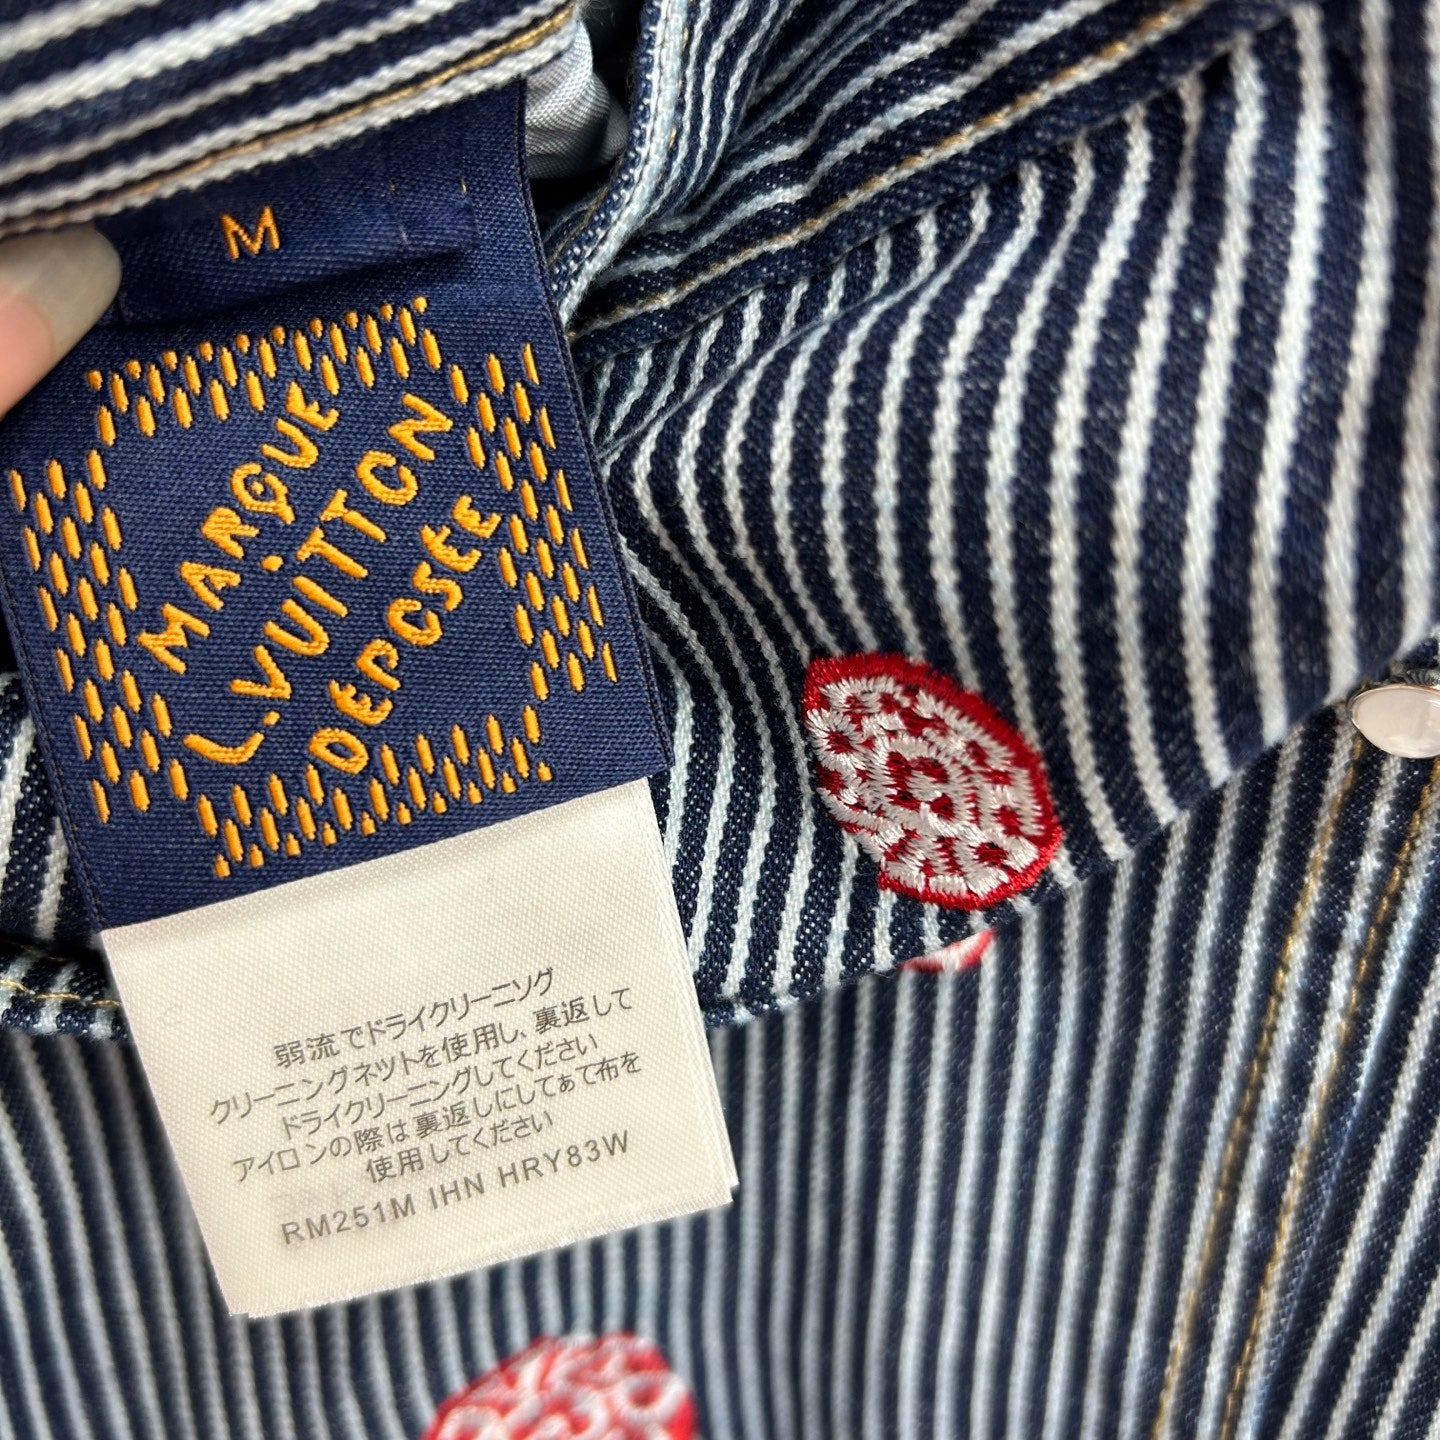 M
MARQUE
L.VUITTON
DEPOSÉE
弱流でドライクリーニソグ
クリーニングネットを使用し、裏返して
ドライクリーニングしてください
アイロンの際は裏返しにしてぁて布を
使用してください
RM251M IHN HRY83W